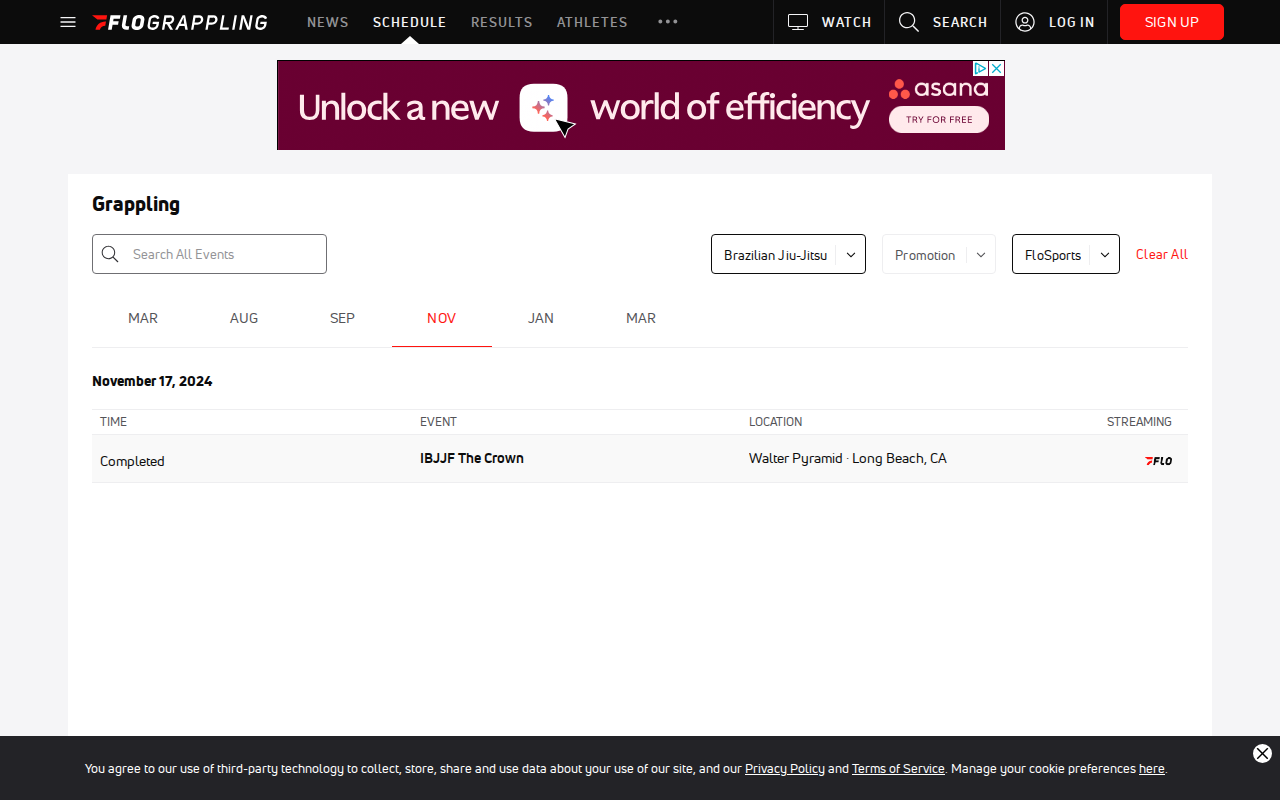 FLOGRAPPLING NEWS SCHEDULE RESULTS ATHLETES WATCH SEARCH LOG IN SIGN UP
Unlock a new world of efficiency asana
TRY FOR FREE
Grappling
Search All Events Brazilian Jiu-Jitsu Promotion FloSports Clear All
MAR AUG SEP NOV JAN MAR
November 17, 2024
TIME EVENT LOCATION STREAMING
Completed IBJJF The Crown Walter Pyramid · Long Beach, CA FLO
You agree to our use of third-party technology to collect, store, share and use data about your use of our site, and our Privacy Policy and Terms of Service. Manage your cookie preferences here.